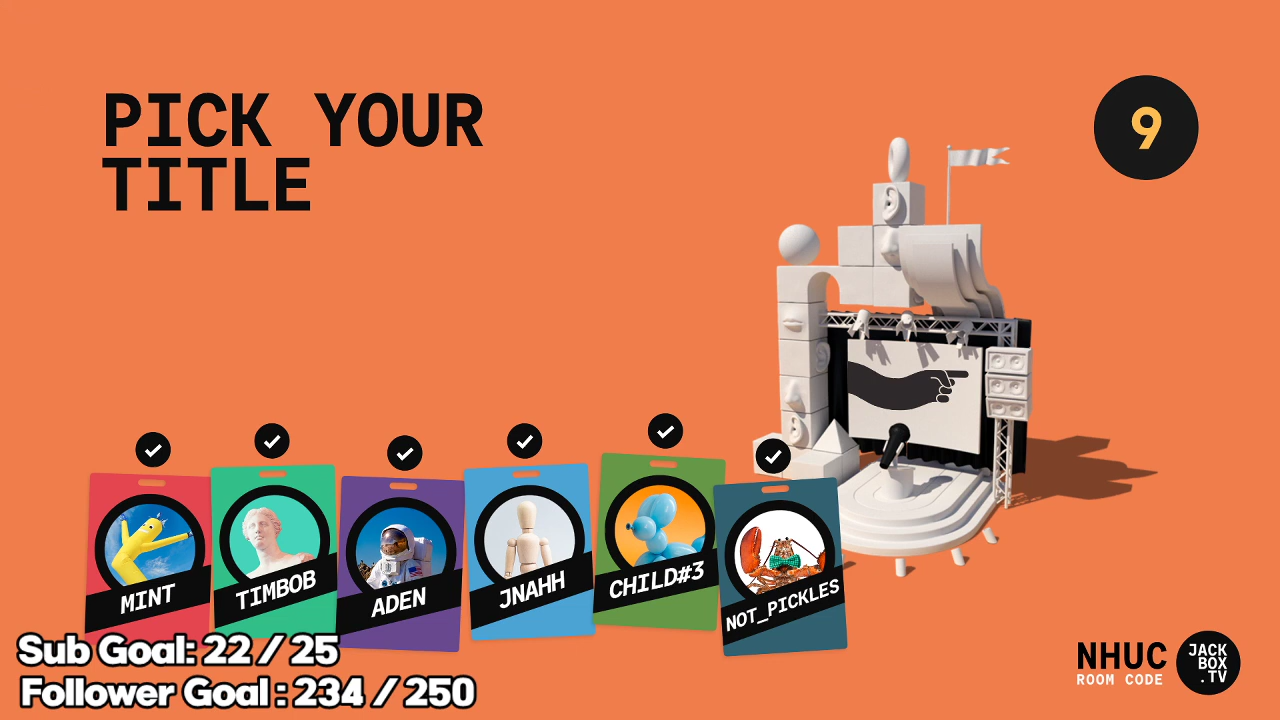 PICK YOUR
TITLE
9
MINT
TIMBOB
ADEN
JNAHH
CHILD#3
NOT_PICKLES
Sub Goal: 22 / 25
Follower Goal : 234 / 250
NHUC
ROOM CODE
JACK
BOX
.TV